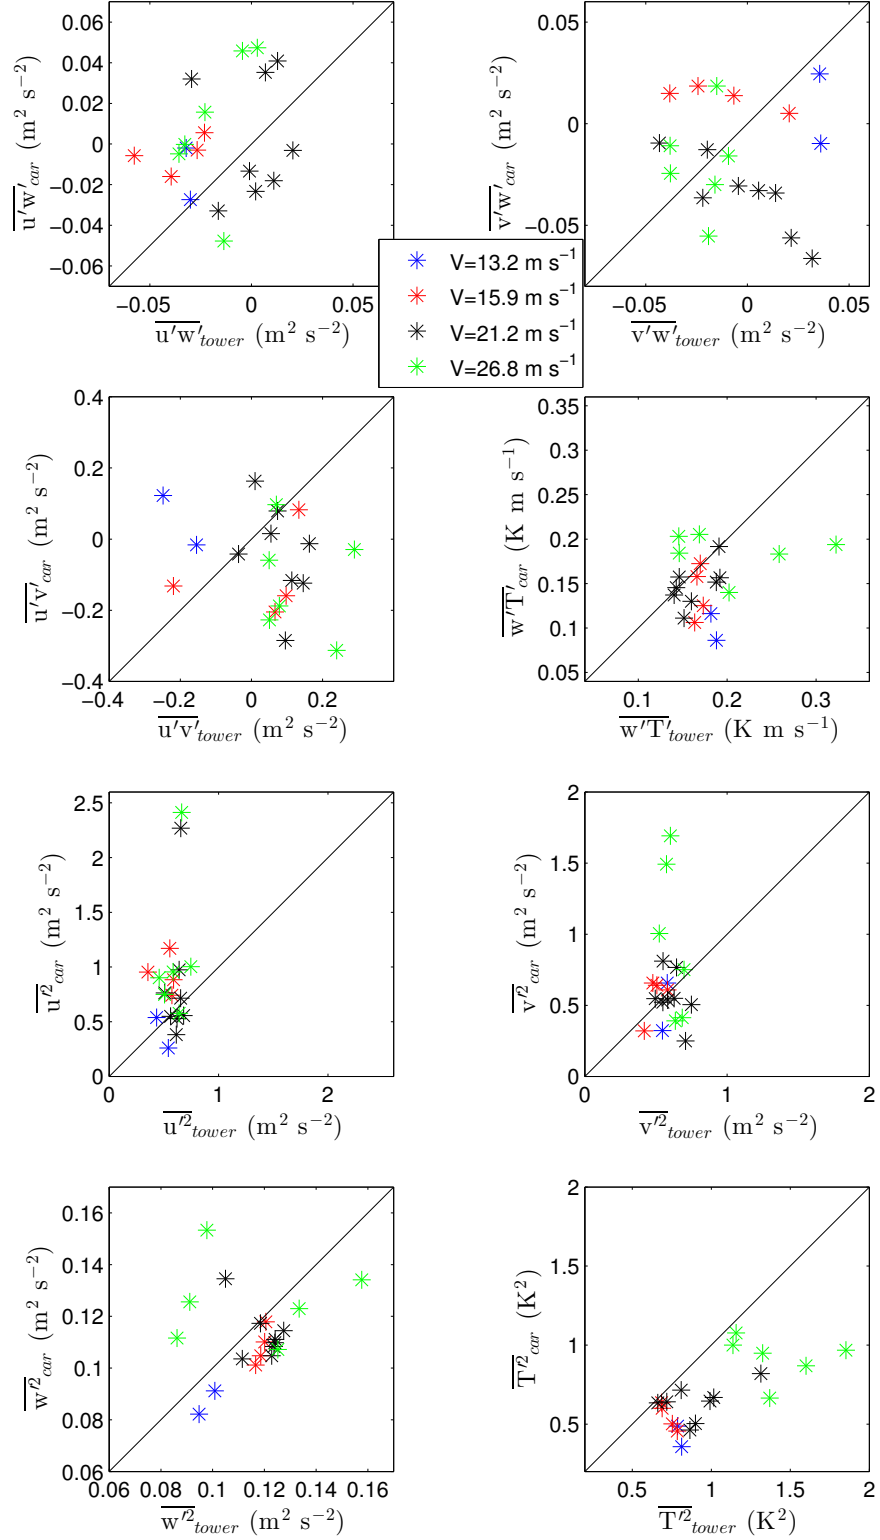 0.06
0.04
0.02
0
−0.02
−0.04
−0.06
−0.05 0 0.05
u′w′car (m² s⁻²)
u′w′tower (m² s⁻²)
0
−0.05
−0.05 0 0.05
v′w′car (m² s⁻²)
v′w′tower (m² s⁻²)
V=13.2 m s⁻¹
V=15.9 m s⁻¹
V=21.2 m s⁻¹
V=26.8 m s⁻¹
0.4
0.2
0
−0.2
−0.4
−0.4 −0.2 0 0.2
u′v′car (m² s⁻²)
u′v′tower (m² s⁻²)
0.35
0.3
0.25
0.2
0.15
0.1
0.05
0.1 0.2 0.3
w′T′car (K m s⁻¹)
w′T′tower (K m s⁻¹)
2.5
2
1.5
1
0.5
0
0 1 2
u′²car (m² s⁻²)
u′²tower (m² s⁻²)
2
1.5
1
0.5
0
0 1 2
v′²car (m² s⁻²)
v′²tower (m² s⁻²)
0.16
0.14
0.12
0.1
0.08
0.06
0.06 0.08 0.1 0.12 0.14 0.16
w′²car (m² s⁻²)
w′²tower (m² s⁻²)
2
1.5
1
0.5
0.5 1 1.5 2
T′²car (K²)
T′²tower (K²)